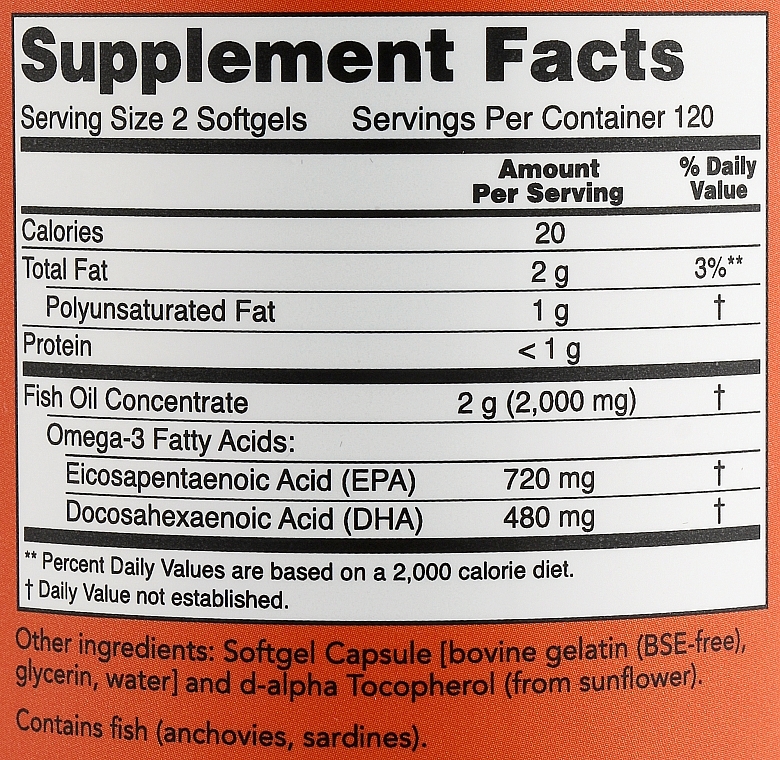 Supplement Facts
Serving Size 2 Softgels Servings Per Container 120
Amount Per Serving % Daily Value
Calories 20
Total Fat 2 g 3%**
Polyunsaturated Fat 1 g †
Protein < 1 g
Fish Oil Concentrate 2 g (2,000 mg) †
Omega-3 Fatty Acids:
Eicosapentaenoic Acid (EPA) 720 mg †
Docosahexaenoic Acid (DHA) 480 mg †
** Percent Daily Values are based on a 2,000 calorie diet.
† Daily Value not established.
Other ingredients: Softgel Capsule [bovine gelatin (BSE-free),
glycerin, water] and d-alpha Tocopherol (from sunflower).
Contains fish (anchovies, sardines).